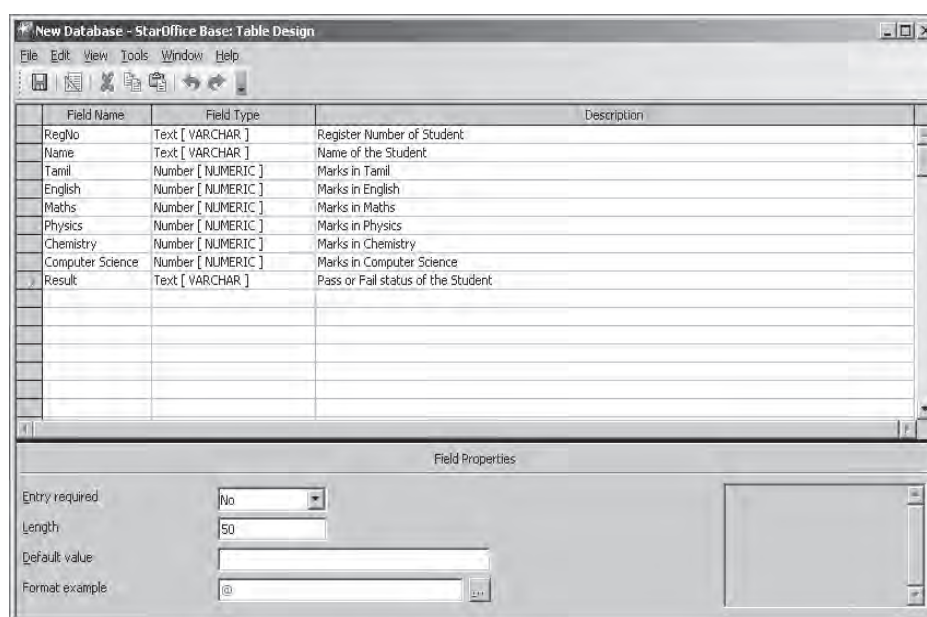 New Database - StarOffice Base: Table Design
File Edit View Tools Window Help
Field Name Field Type Description
RegNo Text [ VARCHAR ] Register Number of Student
Name Text [ VARCHAR ] Name of the Student
Tamil Number [ NUMERIC ] Marks in Tamil
English Number [ NUMERIC ] Marks in English
Maths Number [ NUMERIC ] Marks in Maths
Physics Number [ NUMERIC ] Marks in Physics
Chemistry Number [ NUMERIC ] Marks in Chemistry
Computer Science Number [ NUMERIC ] Marks in Computer Science
Result Text [ VARCHAR ] Pass or Fail status of the Student
Field Properties
Entry required No
Length 50
Default value
Format example @ ...